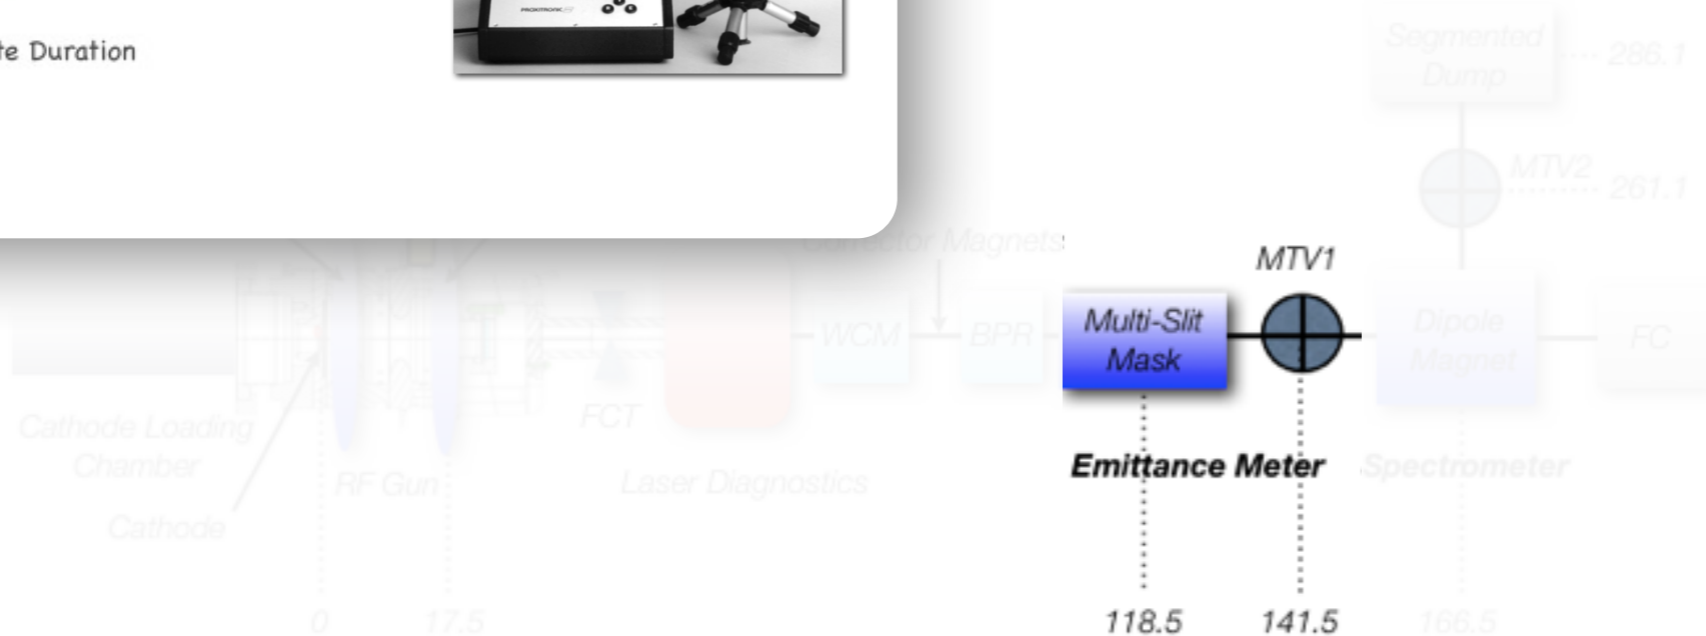 te Duration
Segmented
Dump
286.1
MTV2
261.1
Corrector Magnets
MTV1
Multi-Slit
Mask
WCM
BPR
Dipole
Magnet
FC
FCT
Cathode Loading
Chamber
RF Gun
Laser Diagnostics
Emittance Meter
Spectrometer
Cathode
0
17.5
118.5
141.5
166.5